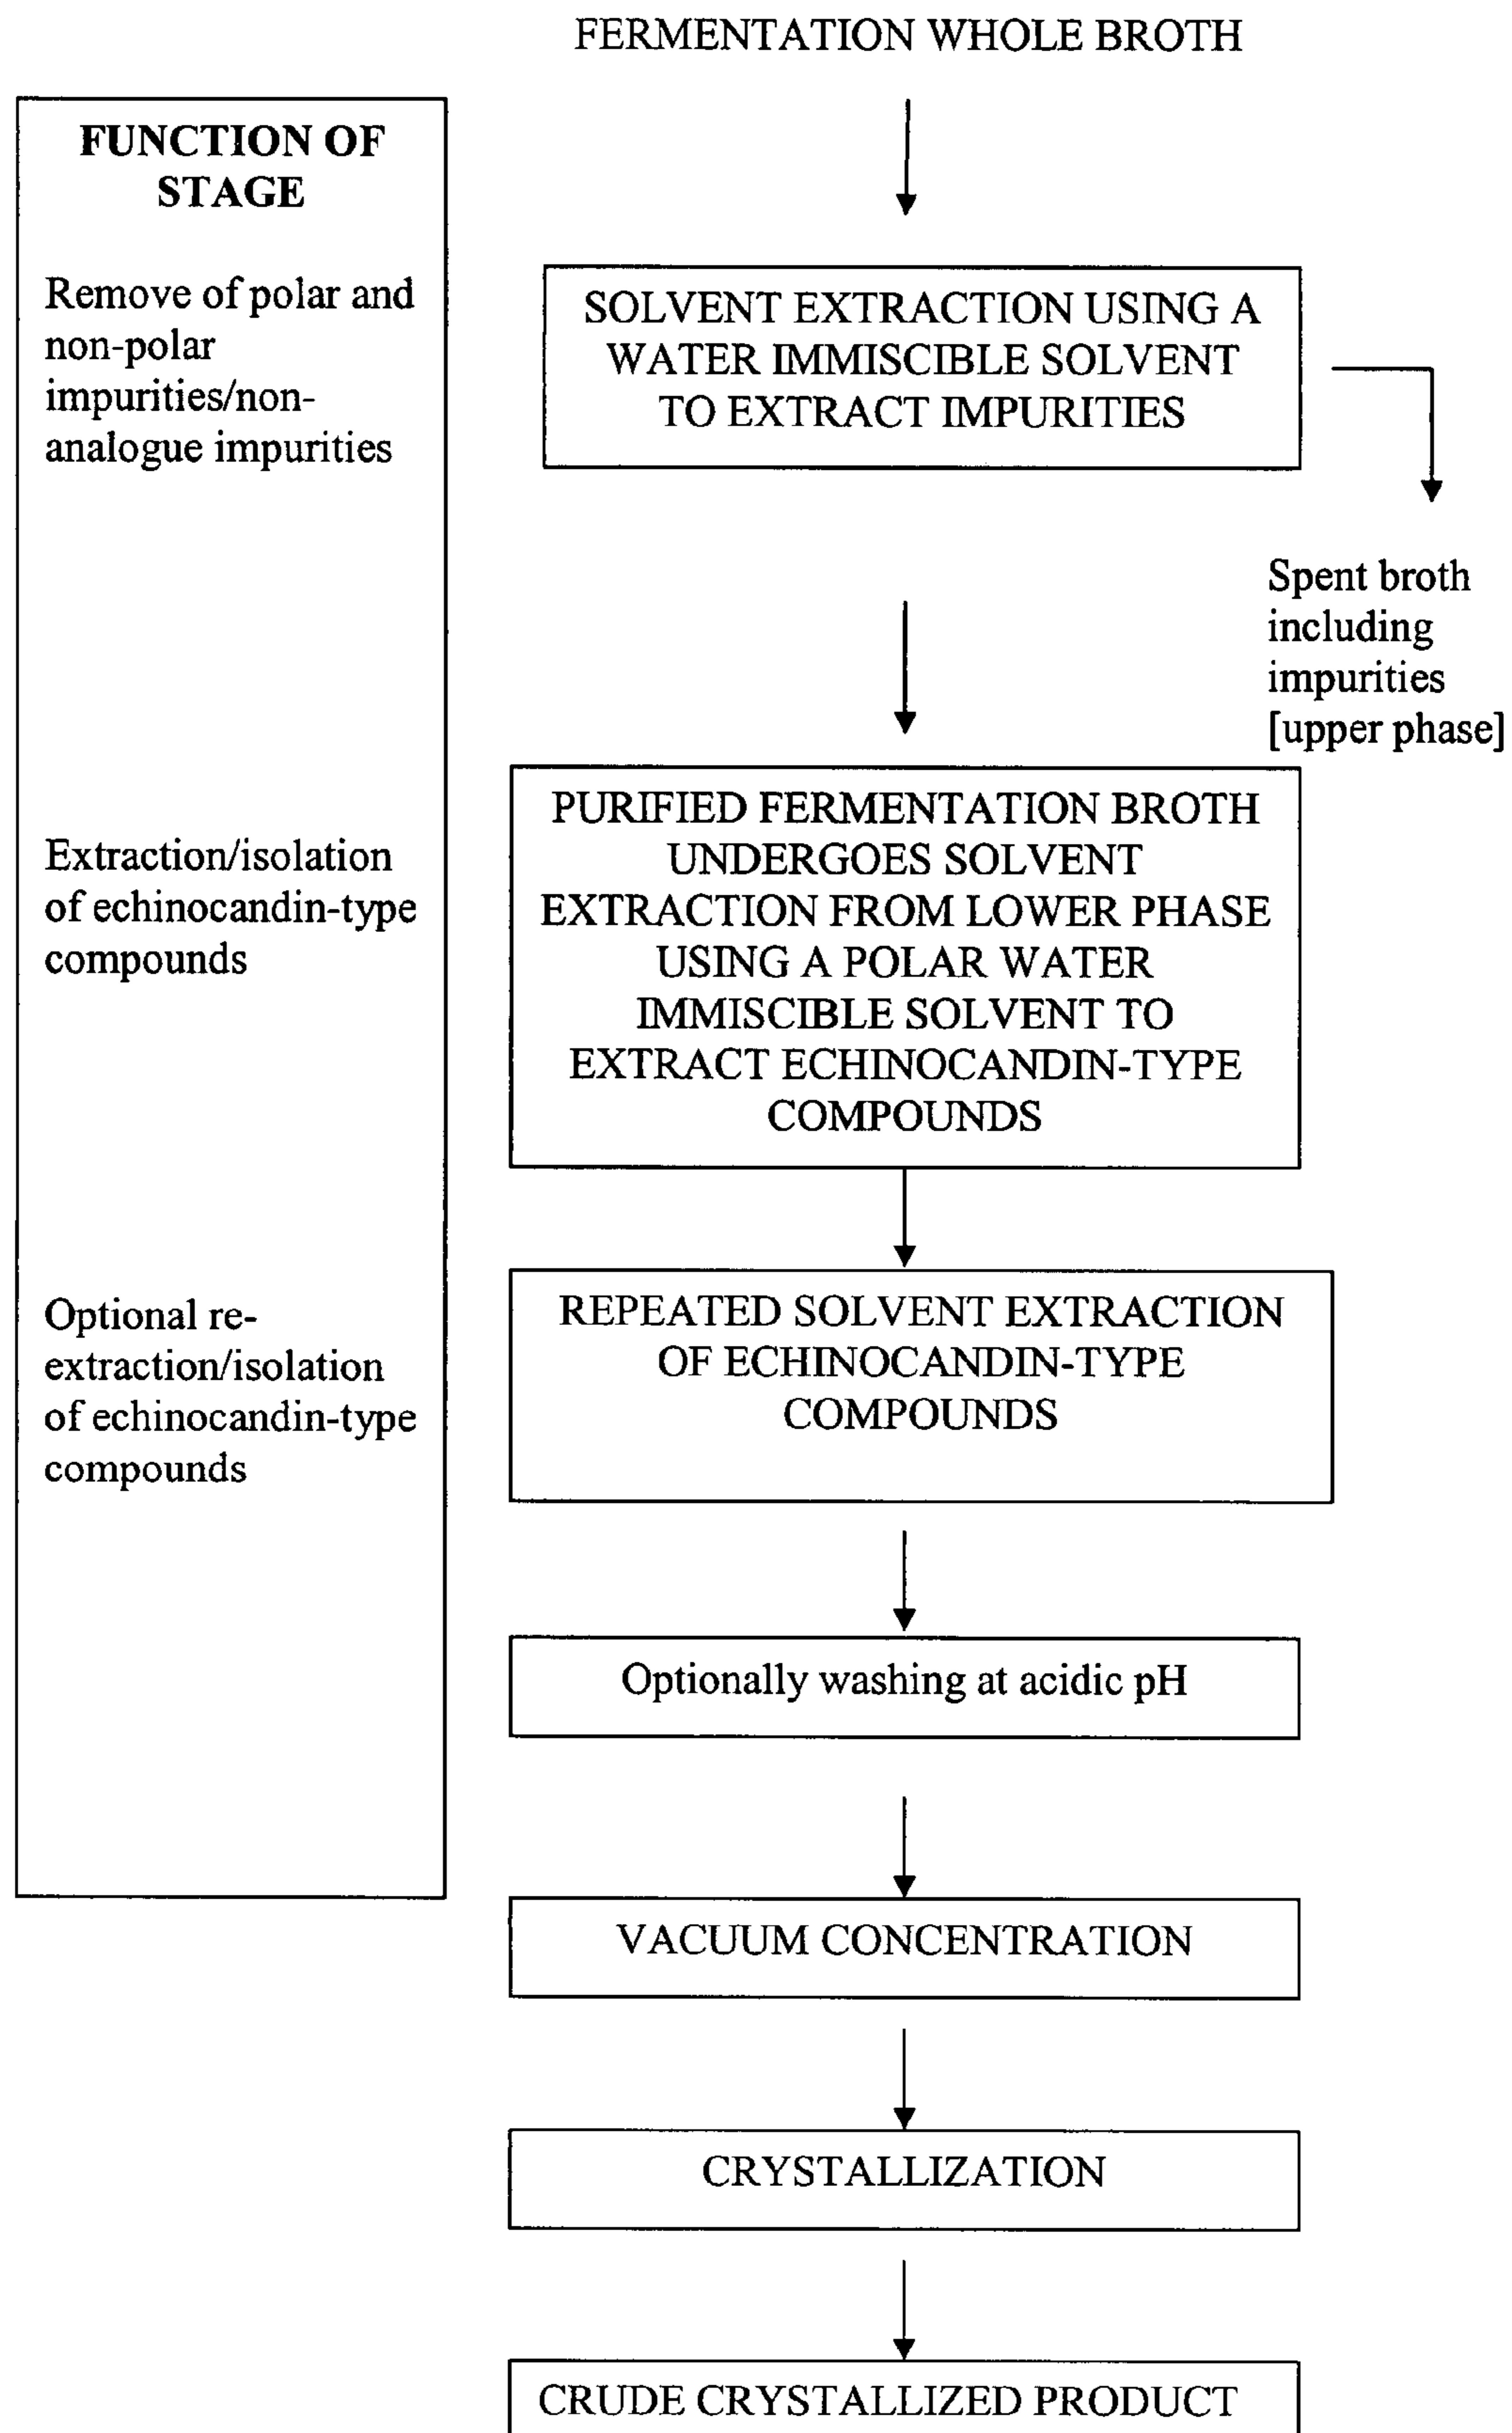 FERMENTATION WHOLE BROTH
FUNCTION OF
STAGE
Remove of polar and
non-polar
impurities/non-
analogue impurities
SOLVENT EXTRACTION USING A
WATER IMMISCIBLE SOLVENT
TO EXTRACT IMPURITIES
Spent broth
including
impurities
[upper phase]
Extraction/isolation
of echinocandin-type
compounds
PURIFIED FERMENTATION BROTH
UNDERGOES SOLVENT
EXTRACTION FROM LOWER PHASE
USING A POLAR WATER
IMMISCIBLE SOLVENT TO
EXTRACT ECHINOCANDIN-TYPE
COMPOUNDS
Optional re-
extraction/isolation
of echinocandin-type
compounds
REPEATED SOLVENT EXTRACTION
OF ECHINOCANDIN-TYPE
COMPOUNDS
Optionally washing at acidic pH
VACUUM CONCENTRATION
CRYSTALLIZATION
CRUDE CRYSTALLIZED PRODUCT